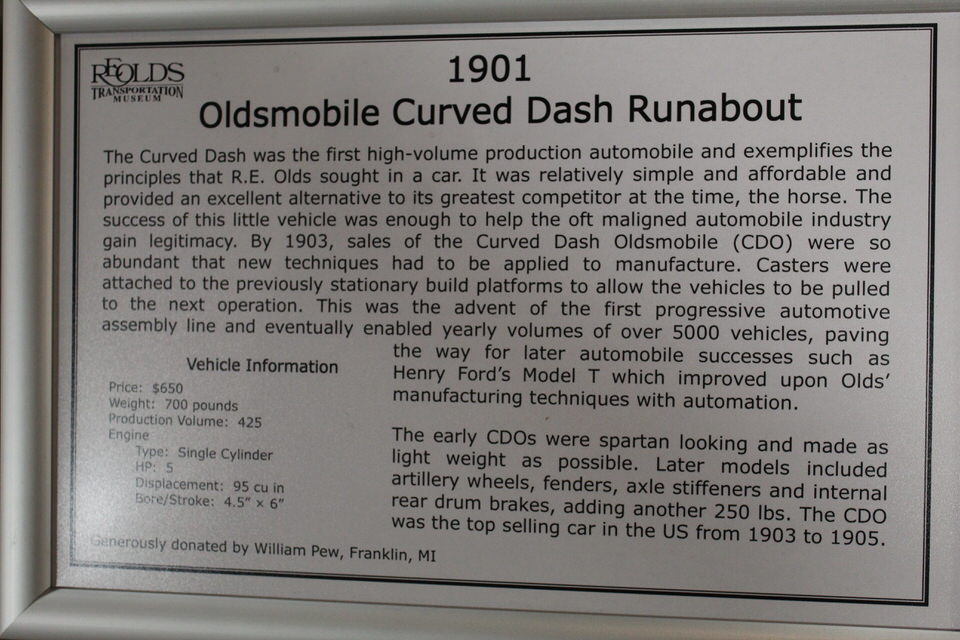 REOLDS
TRANSPORTATION
MUSEUM
1901
Oldsmobile Curved Dash Runabout
The Curved Dash was the first high-volume production automobile and exemplifies the
principles that R.E. Olds sought in a car. It was relatively simple and affordable and
provided an excellent alternative to its greatest competitor at the time, the horse. The
success of this little vehicle was enough to help the oft maligned automobile industry
gain legitimacy. By 1903, sales of the Curved Dash Oldsmobile (CDO) were so
abundant that new techniques had to be applied to manufacture. Casters were
attached to the previously stationary build platforms to allow the vehicles to be pulled
to the next operation. This was the advent of the first progressive automotive
assembly line and eventually enabled yearly volumes of over 5000 vehicles, paving
the way for later automobile successes such as
Henry Ford's Model T which improved upon Olds'
manufacturing techniques with automation.
Vehicle Information
Price: $650
Weight: 700 pounds
Production Volume: 425
Engine
Type: Single Cylinder
HP: 5
Displacement: 95 cu in
Bore/Stroke: 4.5" x 6"
The early CDOs were spartan looking and made as
light weight as possible. Later models included
artillery wheels, fenders, axle stiffeners and internal
rear drum brakes, adding another 250 lbs. The CDO
was the top selling car in the US from 1903 to 1905.
Generously donated by William Pew, Franklin, MI